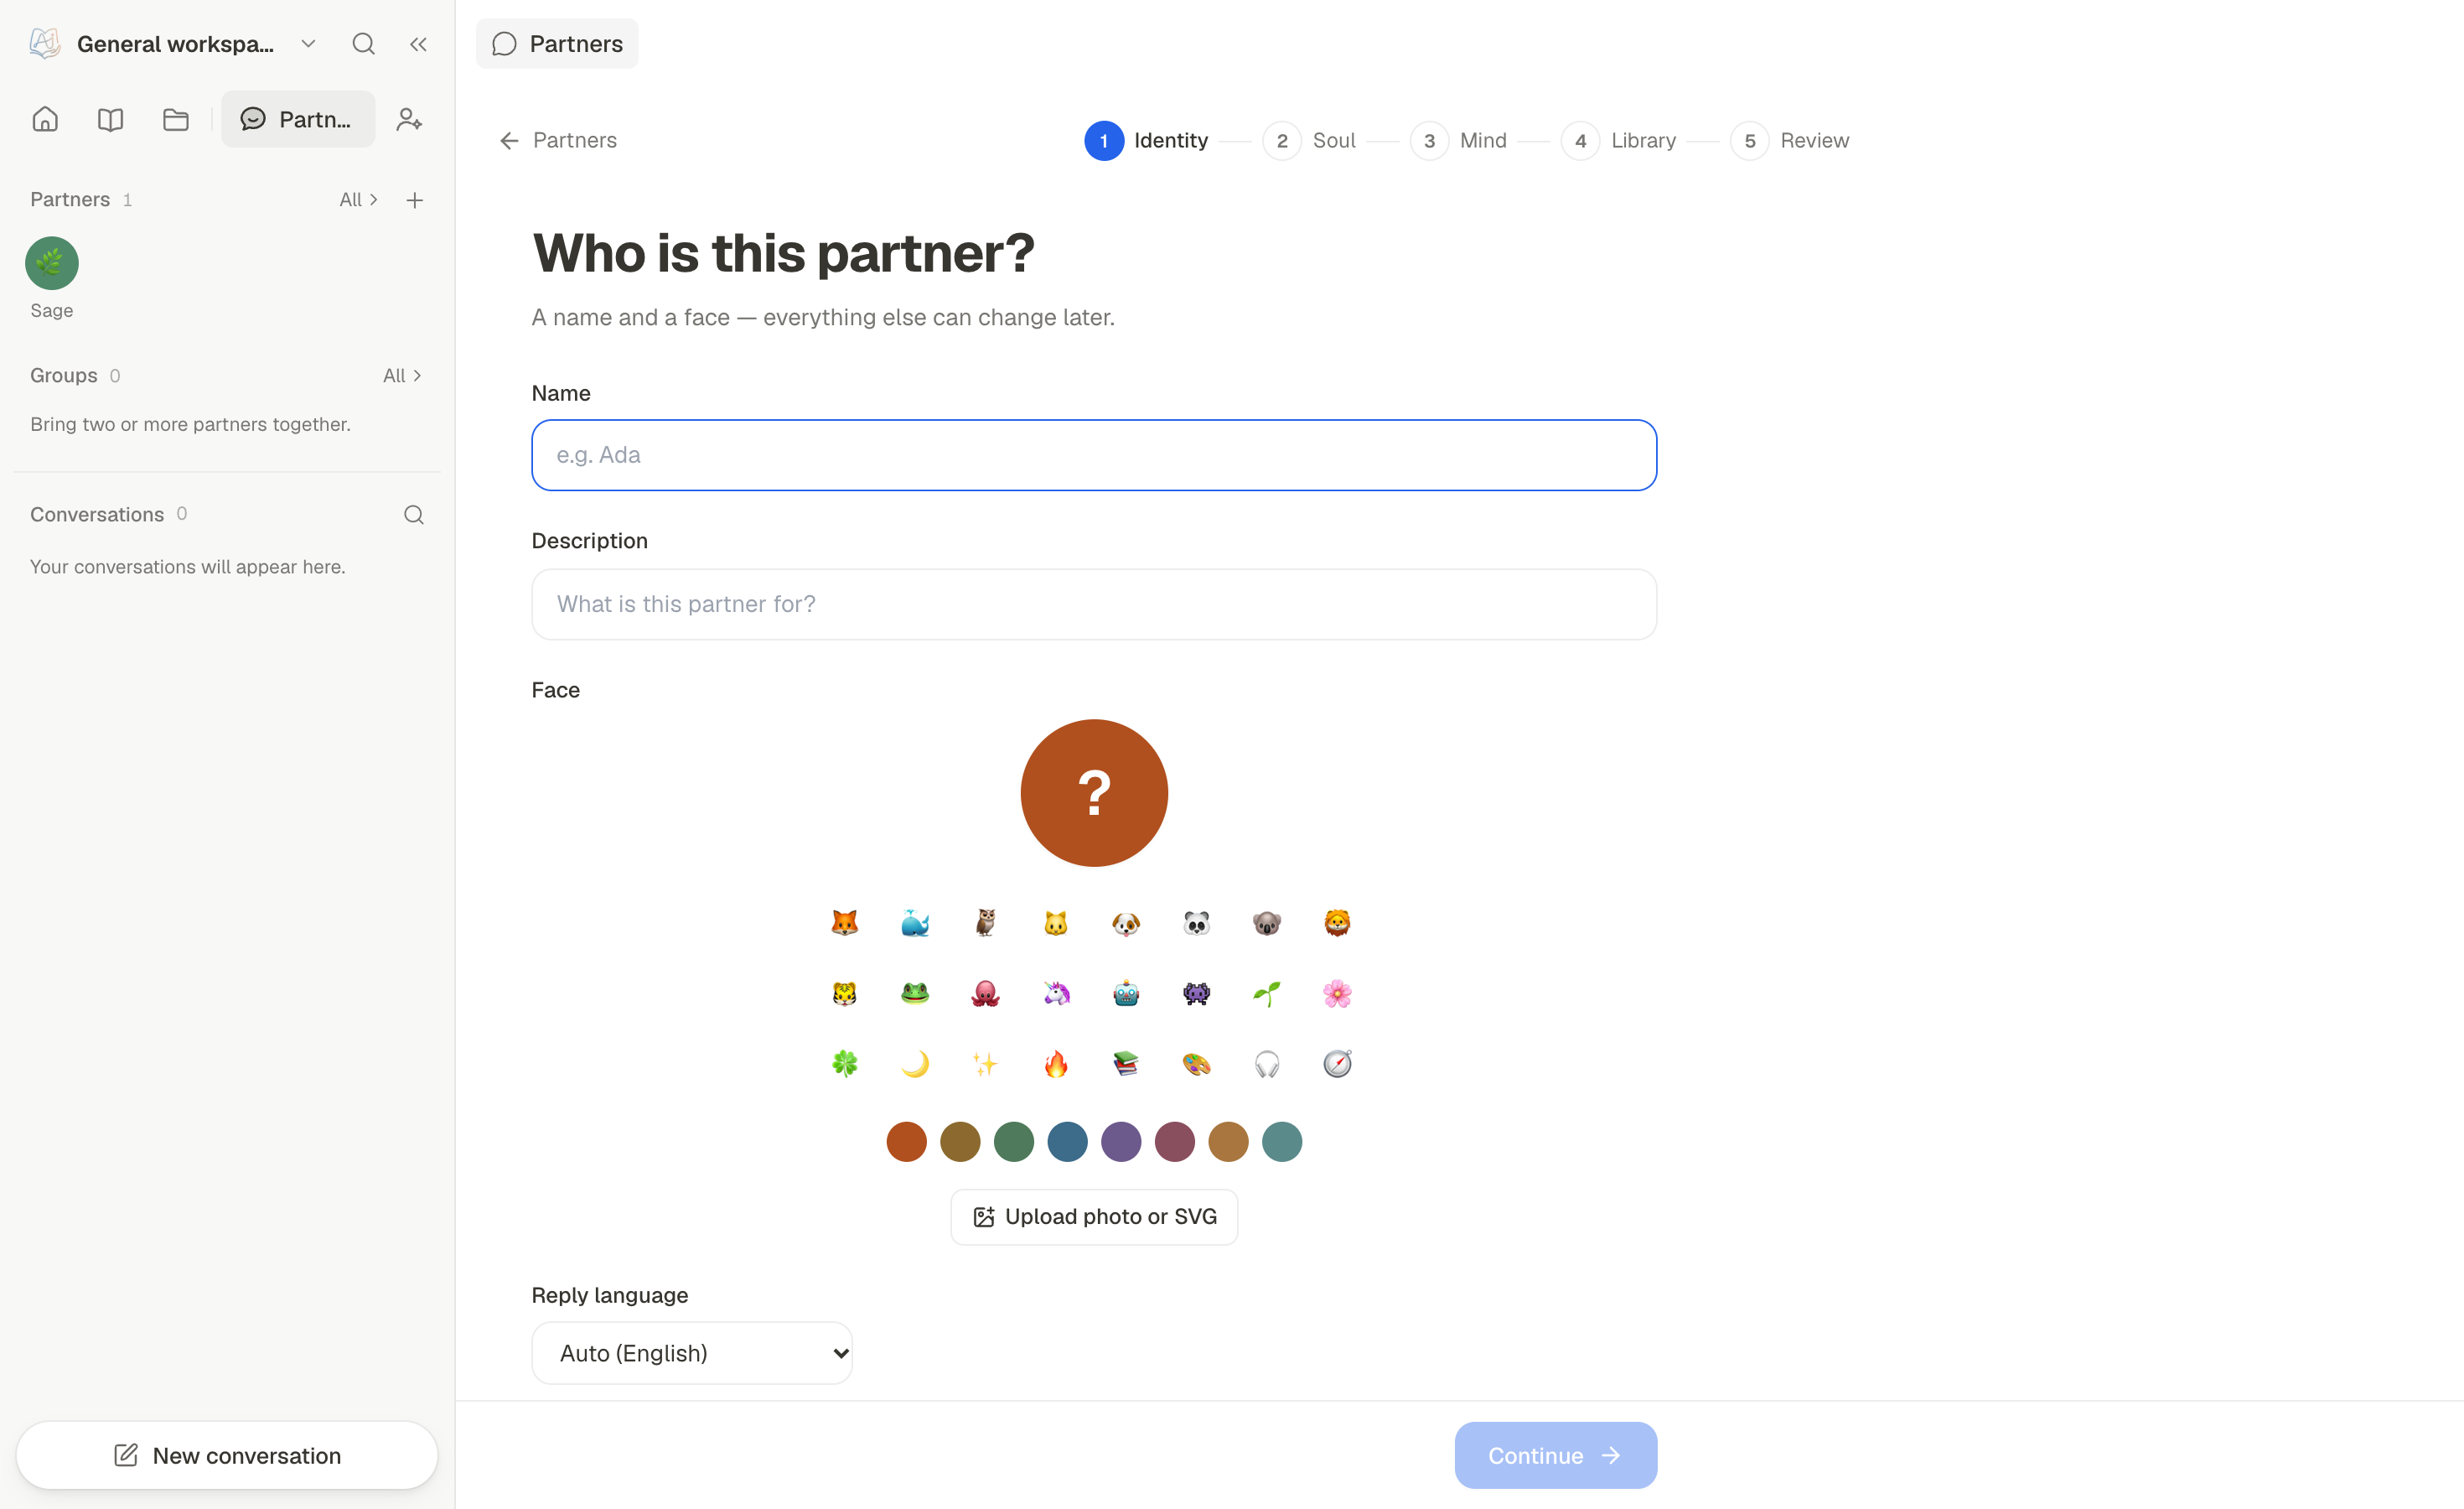 General workspa...
Partn...
Partners 1
All
Sage
Groups 0
All
Bring two or more partners together.
Conversations 0
Your conversations will appear here.
New conversation
Partners
Partners
1 Identity
2 Soul
3 Mind
4 Library
5 Review
Who is this partner?
A name and a face — everything else can change later.
Name
e.g. Ada
Description
What is this partner for?
Face
?
Upload photo or SVG
Reply language
Auto (English)
Continue